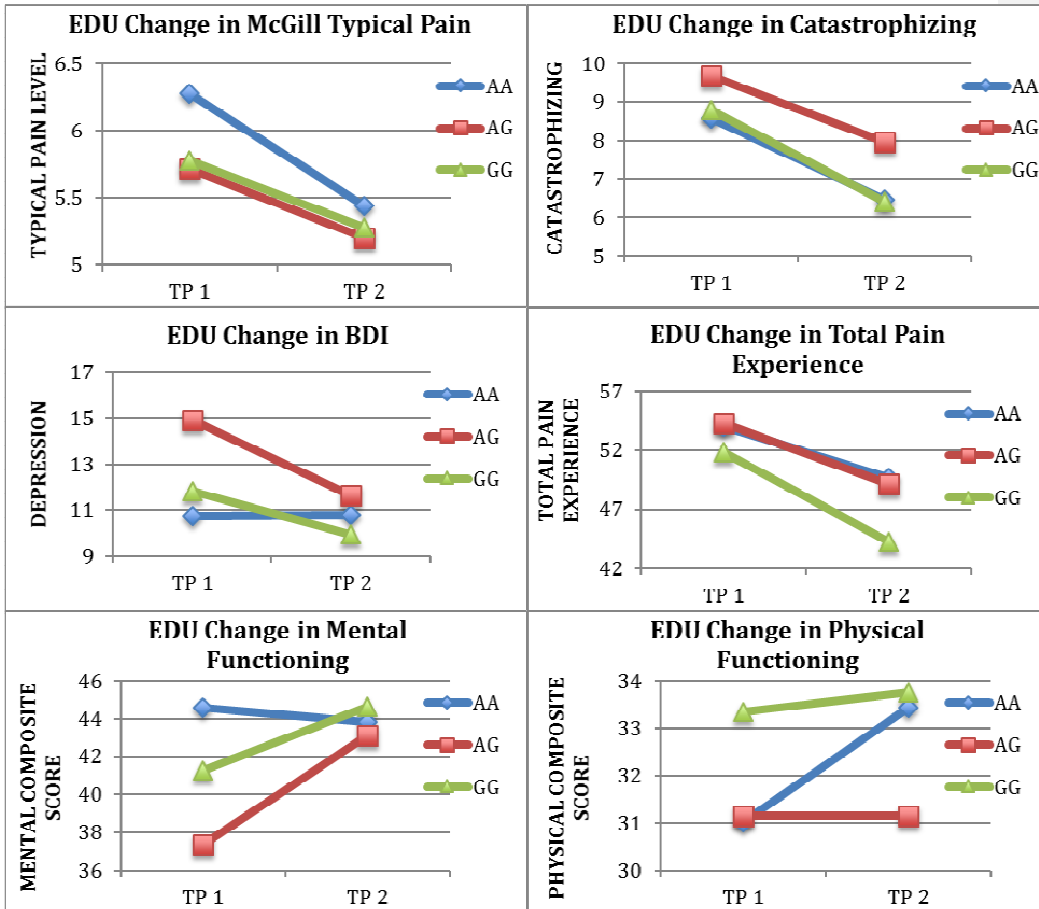 EDU Change in McGill Typical Pain
TYPICAL PAIN LEVEL
6.5
6
5.5
5
TP 1
TP 2
AA
AG
GG
EDU Change in Catastrophizing
CATASTROPHIZING
10
9
8
7
6
5
TP 1
TP 2
AA
AG
GG
EDU Change in BDI
DEPRESSION
17
15
13
11
9
TP 1
TP 2
AA
AG
GG
EDU Change in Total Pain
Experience
TOTAL PAIN
EXPERIENCE
57
52
47
42
TP 1
TP 2
AA
AG
GG
EDU Change in Mental
Functioning
MENTAL COMPOSITE
SCORE
46
44
42
40
38
36
TP 1
TP 2
AA
AG
GG
EDU Change in Physical
Functioning
PHYSICAL COMPOSITE
SCORE
34
33
32
31
30
TP 1
TP 2
AA
AG
GG